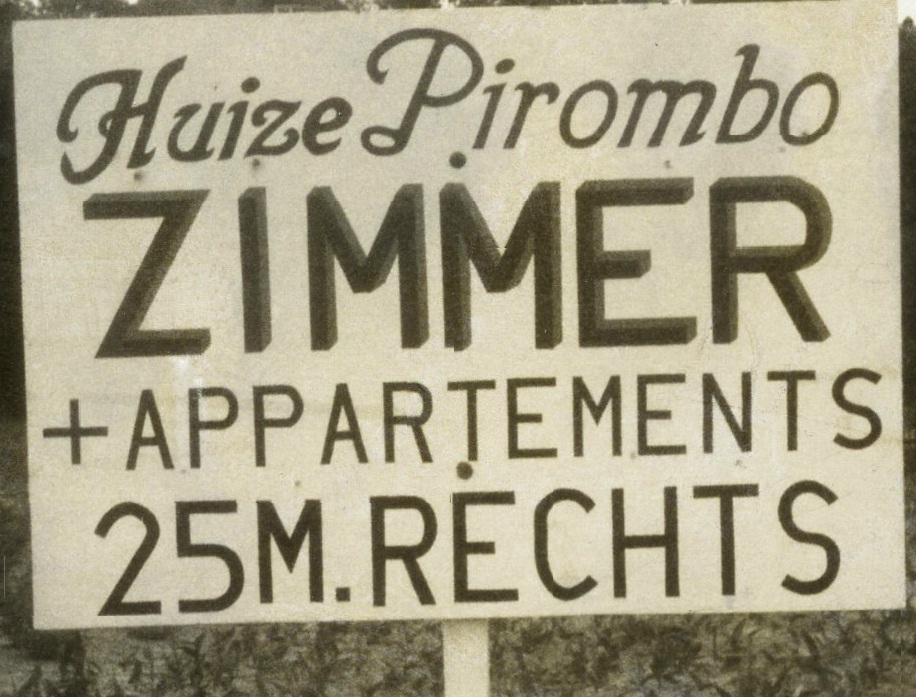 Huize Pirombo
ZIMMER
+APPARTEMENTS
25M.RECHTS